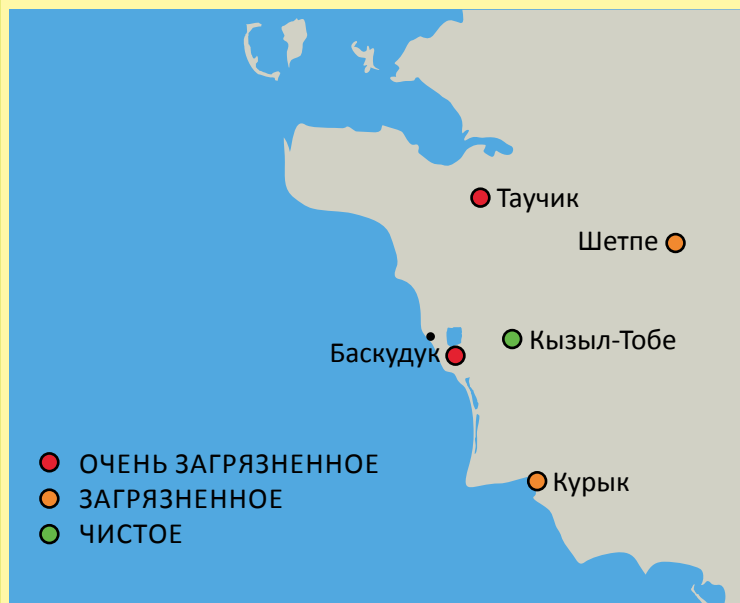 Таучик
Шетпе
Кызыл-Тобе
Баскудук
ОЧЕНЬ ЗАГРЯЗНЕННОЕ
Курык
ЗАГРЯЗНЕННОЕ
ЧИСТОЕ